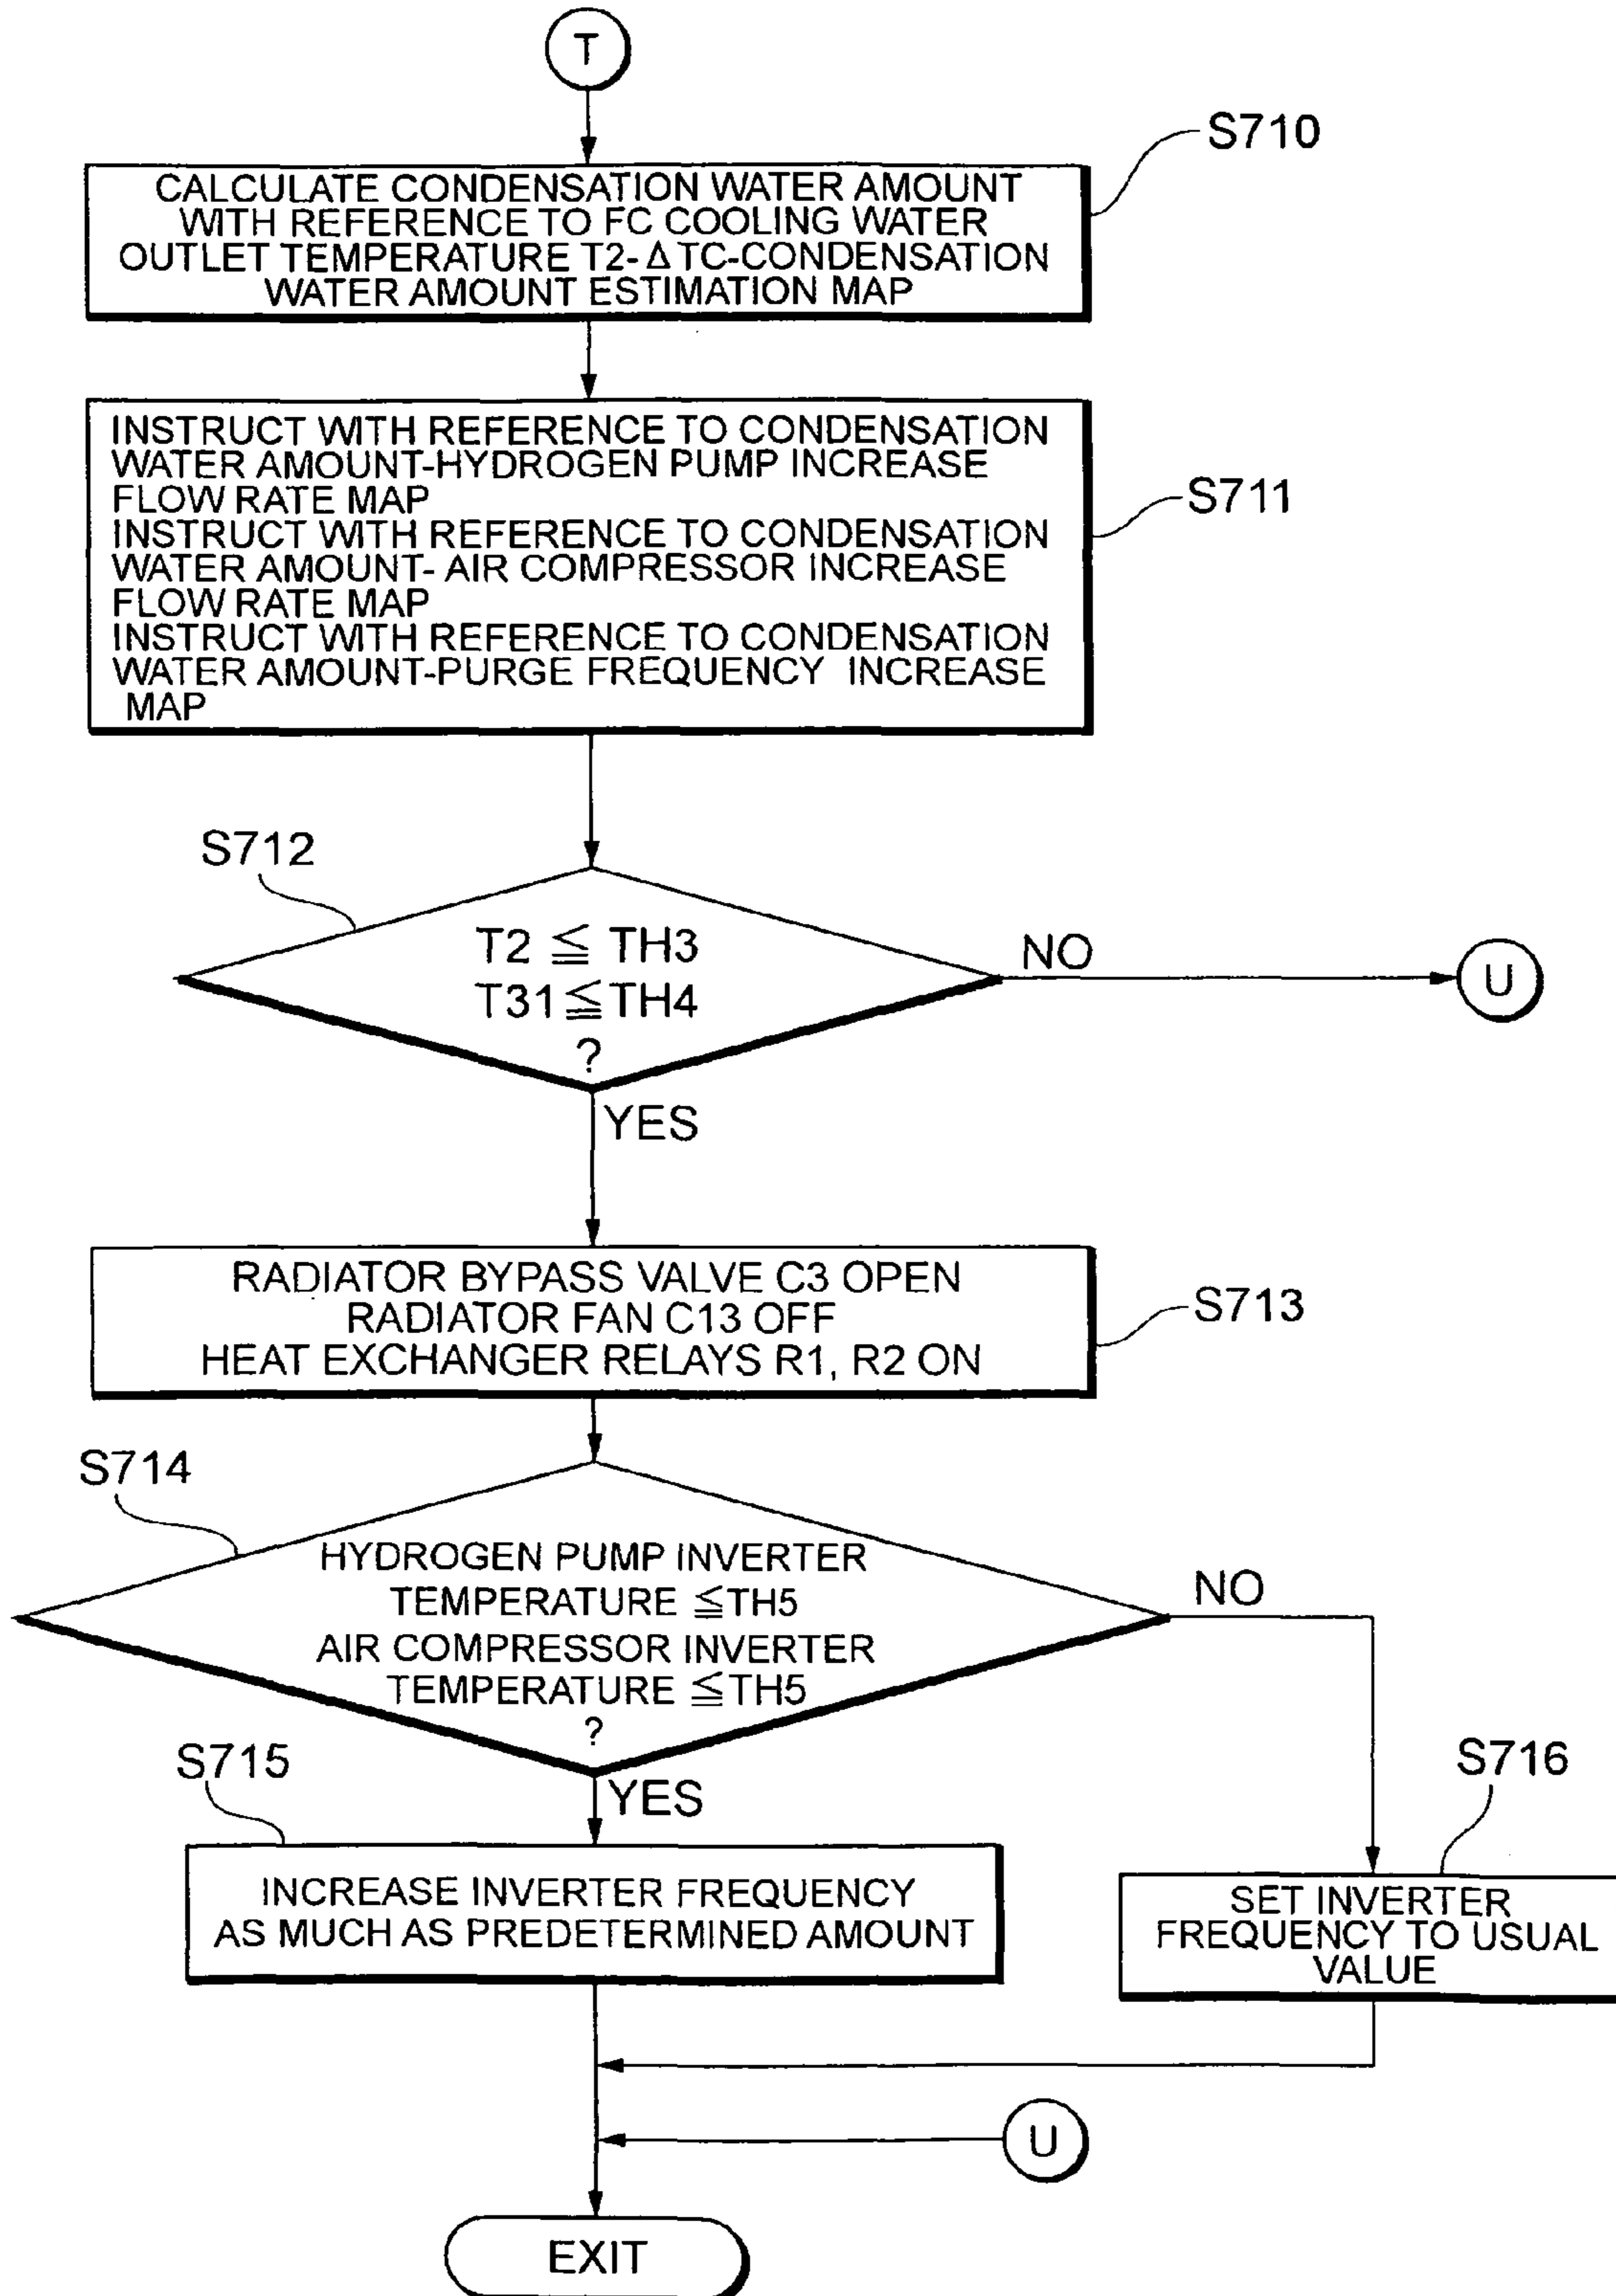 T
S710
CALCULATE CONDENSATION WATER AMOUNT
WITH REFERENCE TO FC COOLING WATER
OUTLET TEMPERATURE T2-ΔTC-CONDENSATION
WATER AMOUNT ESTIMATION MAP
INSTRUCT WITH REFERENCE TO CONDENSATION
WATER AMOUNT-HYDROGEN PUMP INCREASE
FLOW RATE MAP
INSTRUCT WITH REFERENCE TO CONDENSATION
WATER AMOUNT- AIR COMPRESSOR INCREASE
FLOW RATE MAP
INSTRUCT WITH REFERENCE TO CONDENSATION
WATER AMOUNT-PURGE FREQUENCY INCREASE
MAP
S711
S712
T2 ≦ TH3
T31≦TH4
?
NO
U
YES
RADIATOR BYPASS VALVE C3 OPEN
RADIATOR FAN C13 OFF
HEAT EXCHANGER RELAYS R1, R2 ON
S713
S714
HYDROGEN PUMP INVERTER
TEMPERATURE ≦TH5
AIR COMPRESSOR INVERTER
TEMPERATURE ≦TH5
?
NO
YES
S715
INCREASE INVERTER FREQUENCY
AS MUCH AS PREDETERMINED AMOUNT
S716
SET INVERTER
FREQUENCY TO USUAL
VALUE
U
EXIT